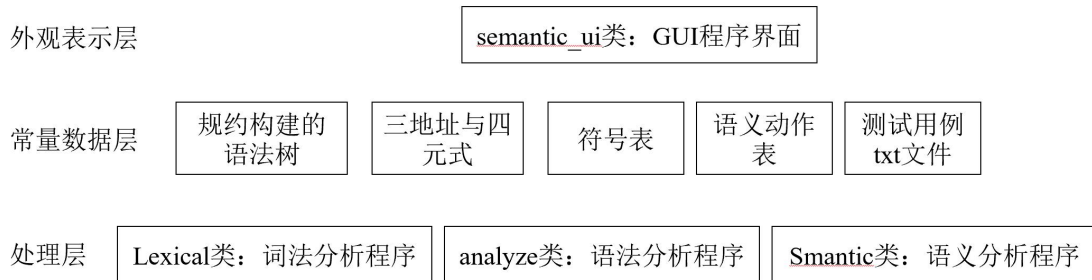 外观表示层
semantic_ui类：GUI程序界面
常量数据层
规约构建的
语法树
三地址与四
元式
符号表
语义动作
表
测试用例
txt文件
处理层
Lexical类：词法分析程序
analyze类：语法分析程序
Smantic类：语义分析程序